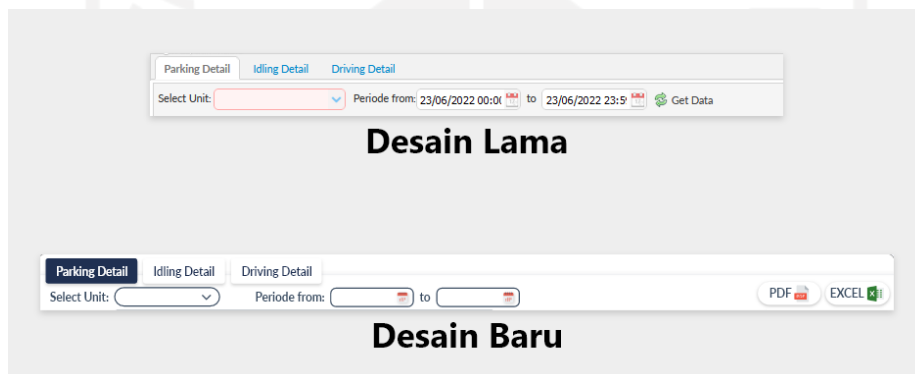 Parking Detail Idling Detail Driving Detail
Select Unit: Periode from: 23/06/2022 00:0( to 23/06/2022 23:5 Get Data
Desain Lama
Parking Detail Idling Detail Driving Detail
Select Unit: Periode from: to PDF EXCEL
Desain Baru